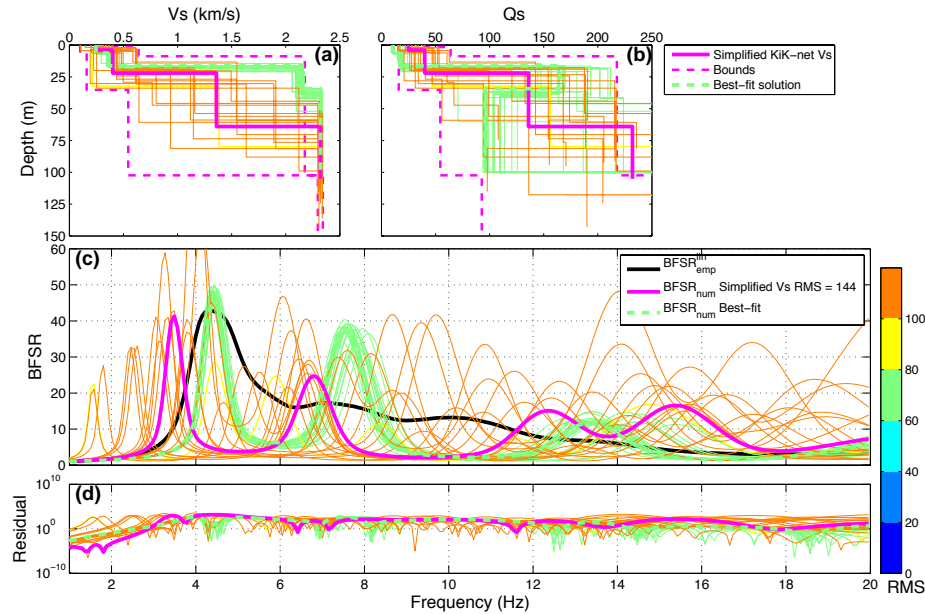 Vs (km/s)
Qs
0 0.5 1 1.5 2 2.5
0 50 100 150 200 250
(a)
(b)
Simplified KiK-net Vs
Bounds
Best-fit solution
0
25
50
75
100
125
150
Depth (m)
(c)
BFSR^lin_emp
BFSR_num Simplified Vs RMS = 144
BFSR_num Best-fit
60
50
40
30
20
10
0
BFSR
100
80
60
40
20
0
RMS
(d)
10^10
10^0
10^-10
Residual
2 4 6 8 10 12 14 16 18 20
Frequency (Hz)